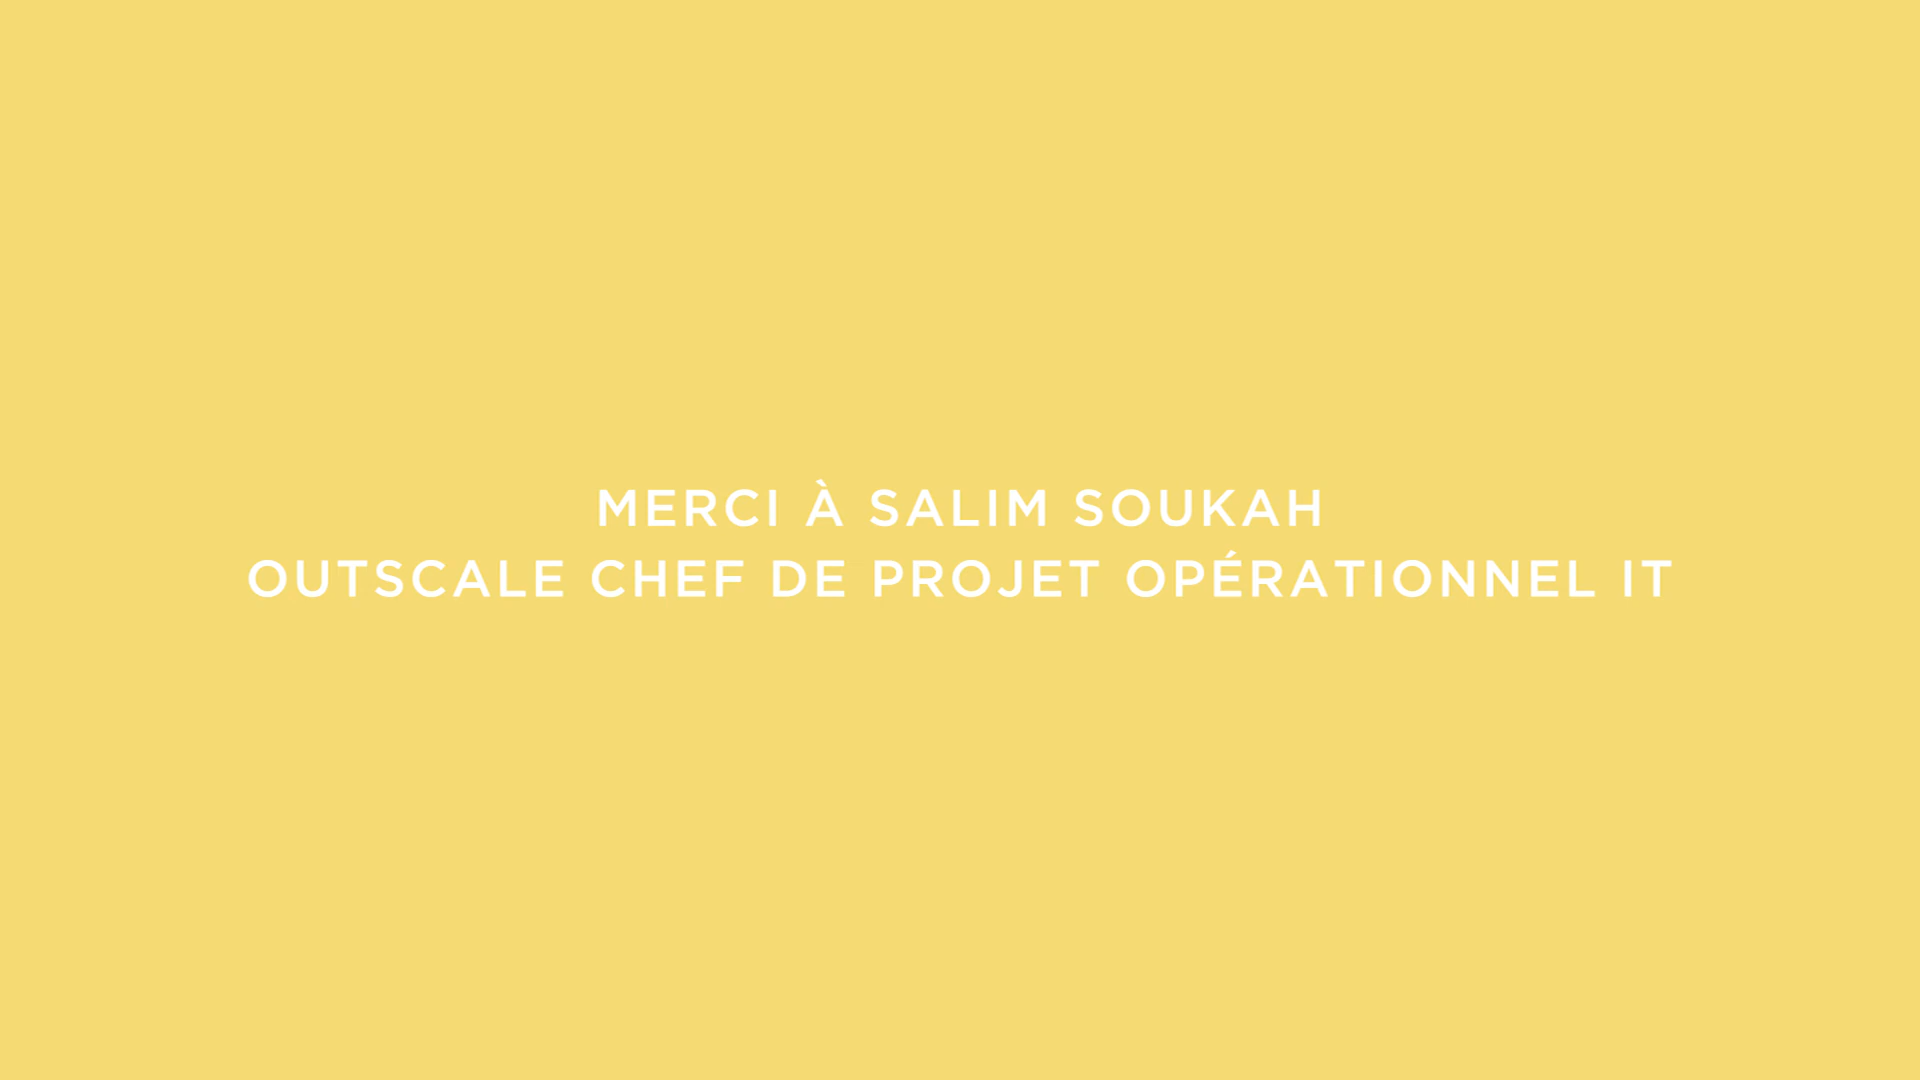 MERCI À SALIM SOUKAH
OUTSCALE CHEF DE PROJET OPÉRATIONNEL IT